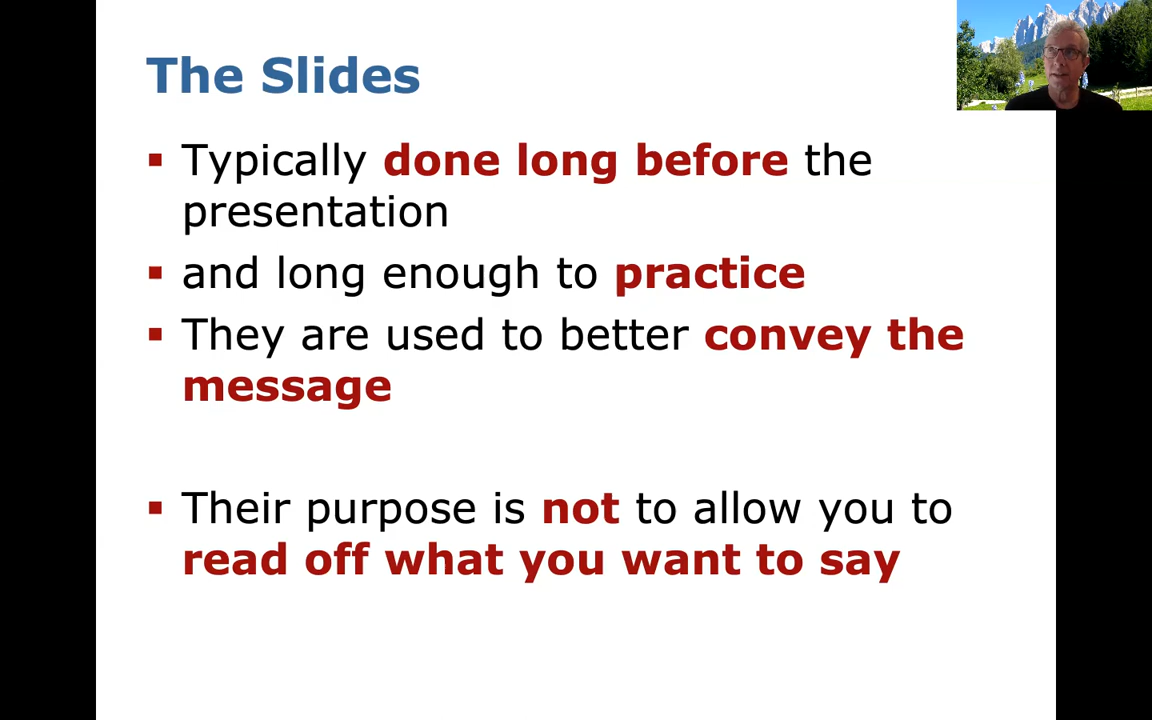 The Slides
Typically done long before the
presentation
and long enough to practice
They are used to better convey the
message
Their purpose is not to allow you to
read off what you want to say